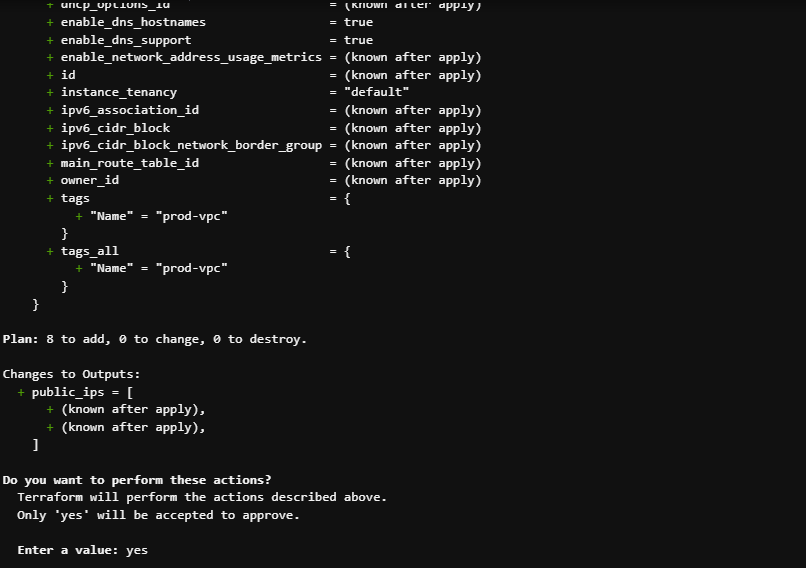 + dhcp_options_id = (known after apply)
+ enable_dns_hostnames = true
+ enable_dns_support = true
+ enable_network_address_usage_metrics = (known after apply)
+ id = (known after apply)
+ instance_tenancy = "default"
+ ipv6_association_id = (known after apply)
+ ipv6_cidr_block = (known after apply)
+ ipv6_cidr_block_network_border_group = (known after apply)
+ main_route_table_id = (known after apply)
+ owner_id = (known after apply)
+ tags = {
+ "Name" = "prod-vpc"
}
+ tags_all = {
+ "Name" = "prod-vpc"
}
}
Plan: 8 to add, 0 to change, 0 to destroy.
Changes to Outputs:
+ public_ips = [
+ (known after apply),
+ (known after apply),
]
Do you want to perform these actions?
Terraform will perform the actions described above.
Only 'yes' will be accepted to approve.
Enter a value: yes